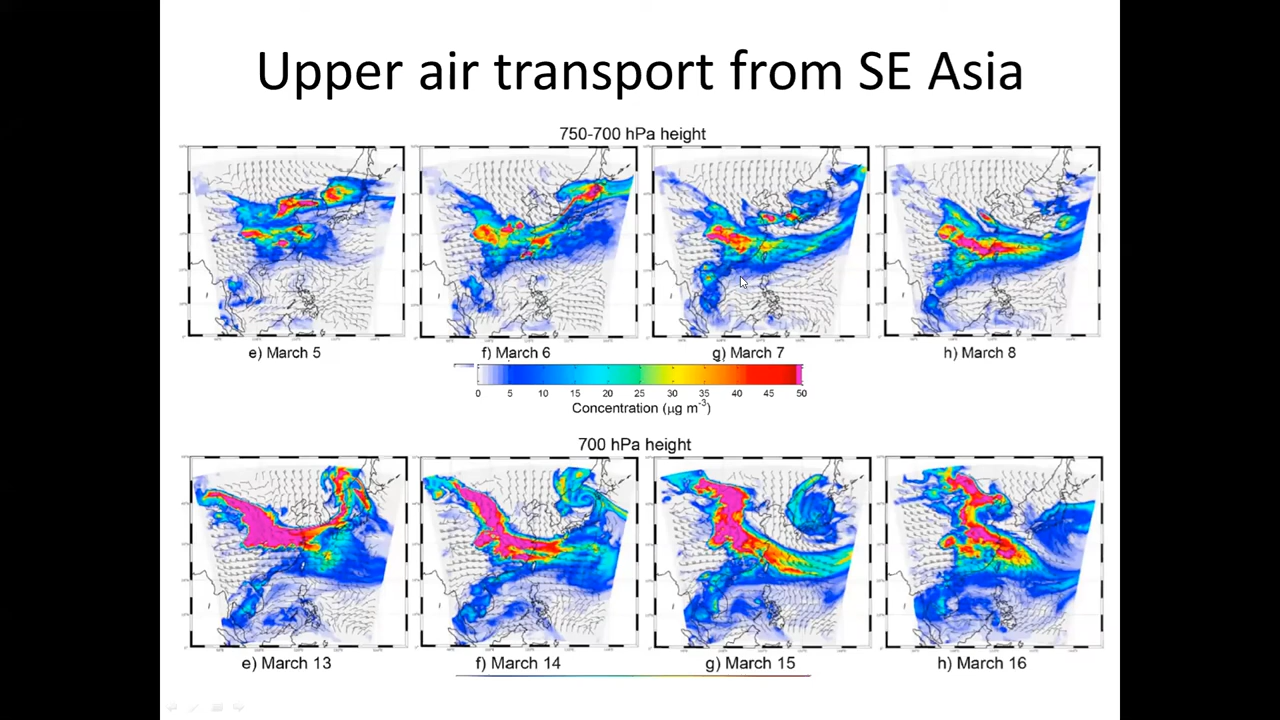 Upper air transport from SE Asia
750-700 hPa height
e) March 5
f) March 6
g) March 7
h) March 8
0 5 10 15 20 25 30 35 40 45 50
Concentration (μg m-3)
700 hPa height
e) March 13
f) March 14
g) March 15
h) March 16